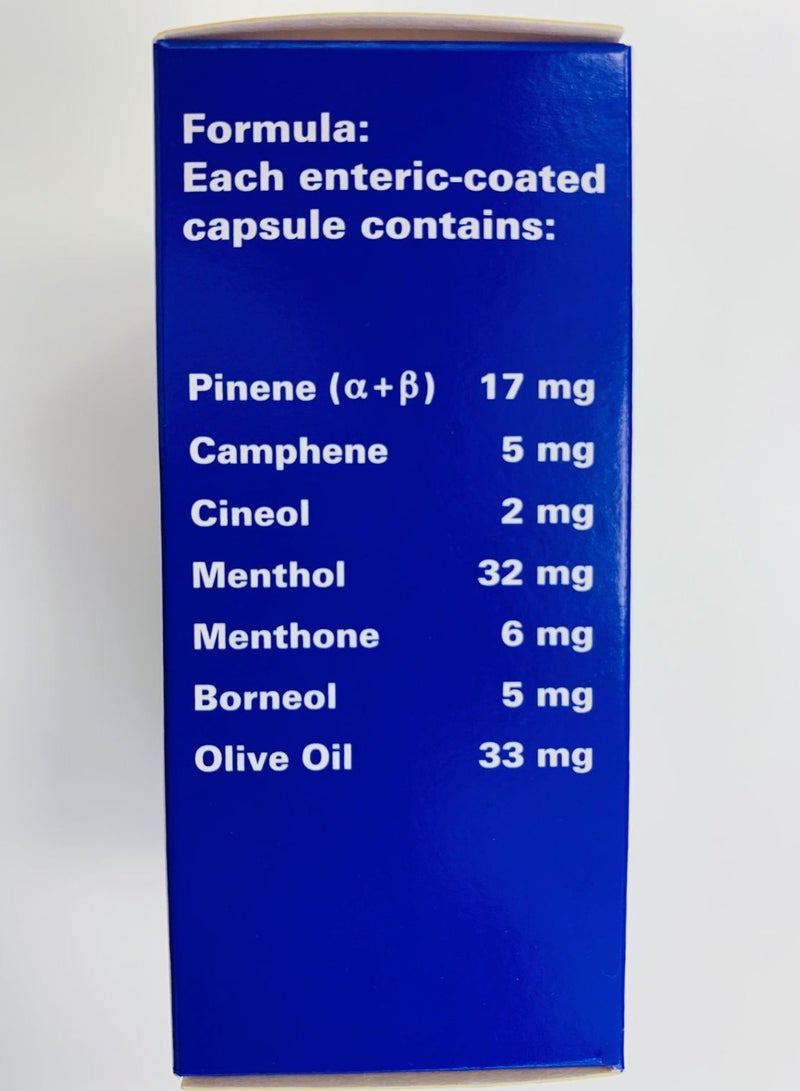 Formula:
Each enteric-coated
capsule contains:
Pinene (α+β) 17 mg
Camphene 5 mg
Cineol 2 mg
Menthol 32 mg
Menthone 6 mg
Borneol 5 mg
Olive Oil 33 mg